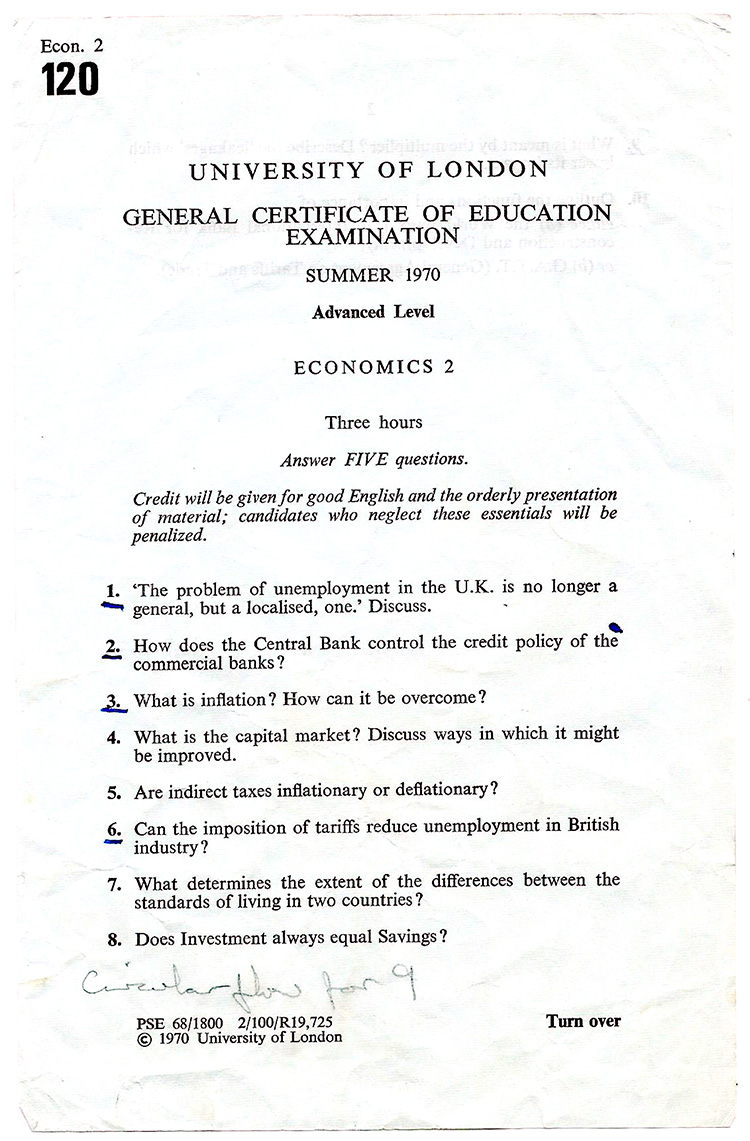 Econ. 2
120
UNIVERSITY OF LONDON
GENERAL CERTIFICATE OF EDUCATION
EXAMINATION
SUMMER 1970
Advanced Level
ECONOMICS 2
Three hours
Answer FIVE questions.
Credit will be given for good English and the orderly presentation
of material; candidates who neglect these essentials will be
penalized.
1. ‘The problem of unemployment in the U.K. is no longer a
general, but a localised, one.’ Discuss.
2. How does the Central Bank control the credit policy of the
commercial banks?
3. What is inflation? How can it be overcome?
4. What is the capital market? Discuss ways in which it might
be improved.
5. Are indirect taxes inflationary or deflationary?
6. Can the imposition of tariffs reduce unemployment in British
industry?
7. What determines the extent of the differences between the
standards of living in two countries?
8. Does Investment always equal Savings?
Circular flow for 9
PSE 68/1800 2/100/R19,725
Turn over
© 1970 University of London